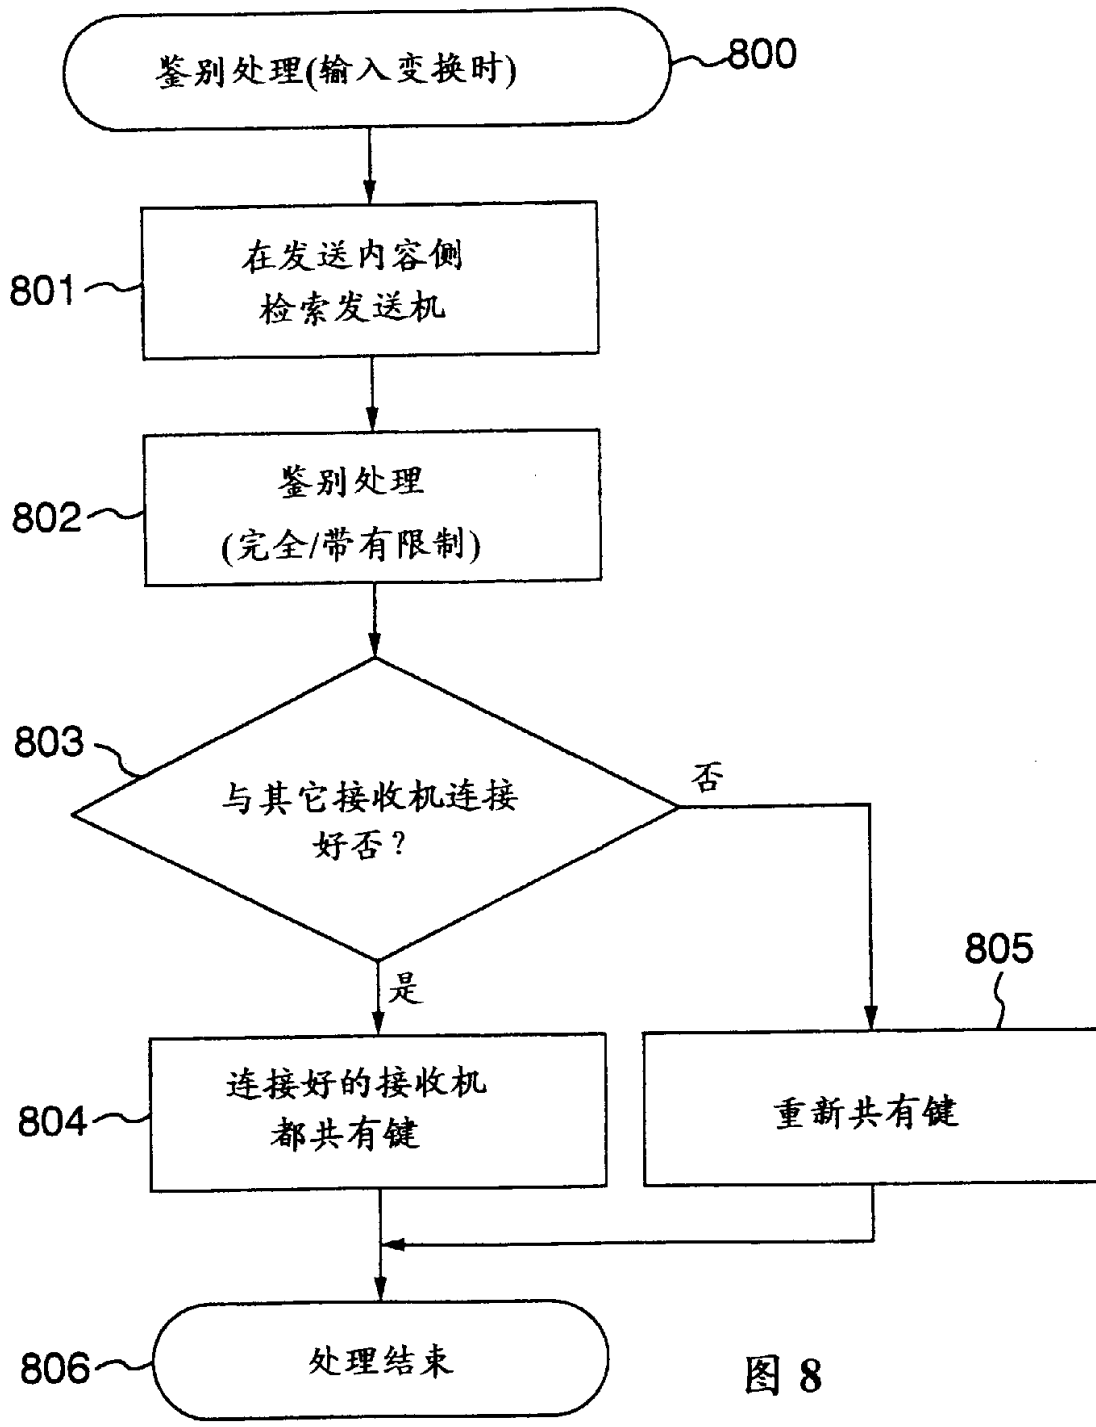 鉴别处理(输入变换时)
800
在发送内容侧
检索发送机
801
鉴别处理
(完全/带有限制)
802
803
与其它接收机连接
好否？
否
是
805
连接好的接收机
都共有键
804
重新共有键
处理结束
806
图 8